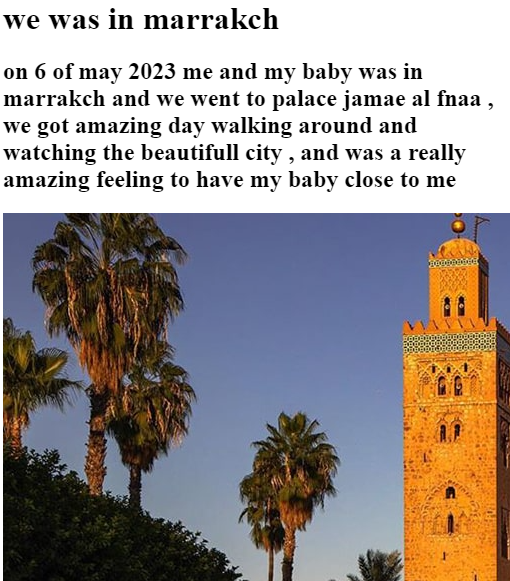 we was in marrakch
on 6 of may 2023 me and my baby was in
marrakch and we went to palace jamae al fnaa ,
we got amazing day walking around and
watching the beautifull city , and was a really
amazing feeling to have my baby close to me